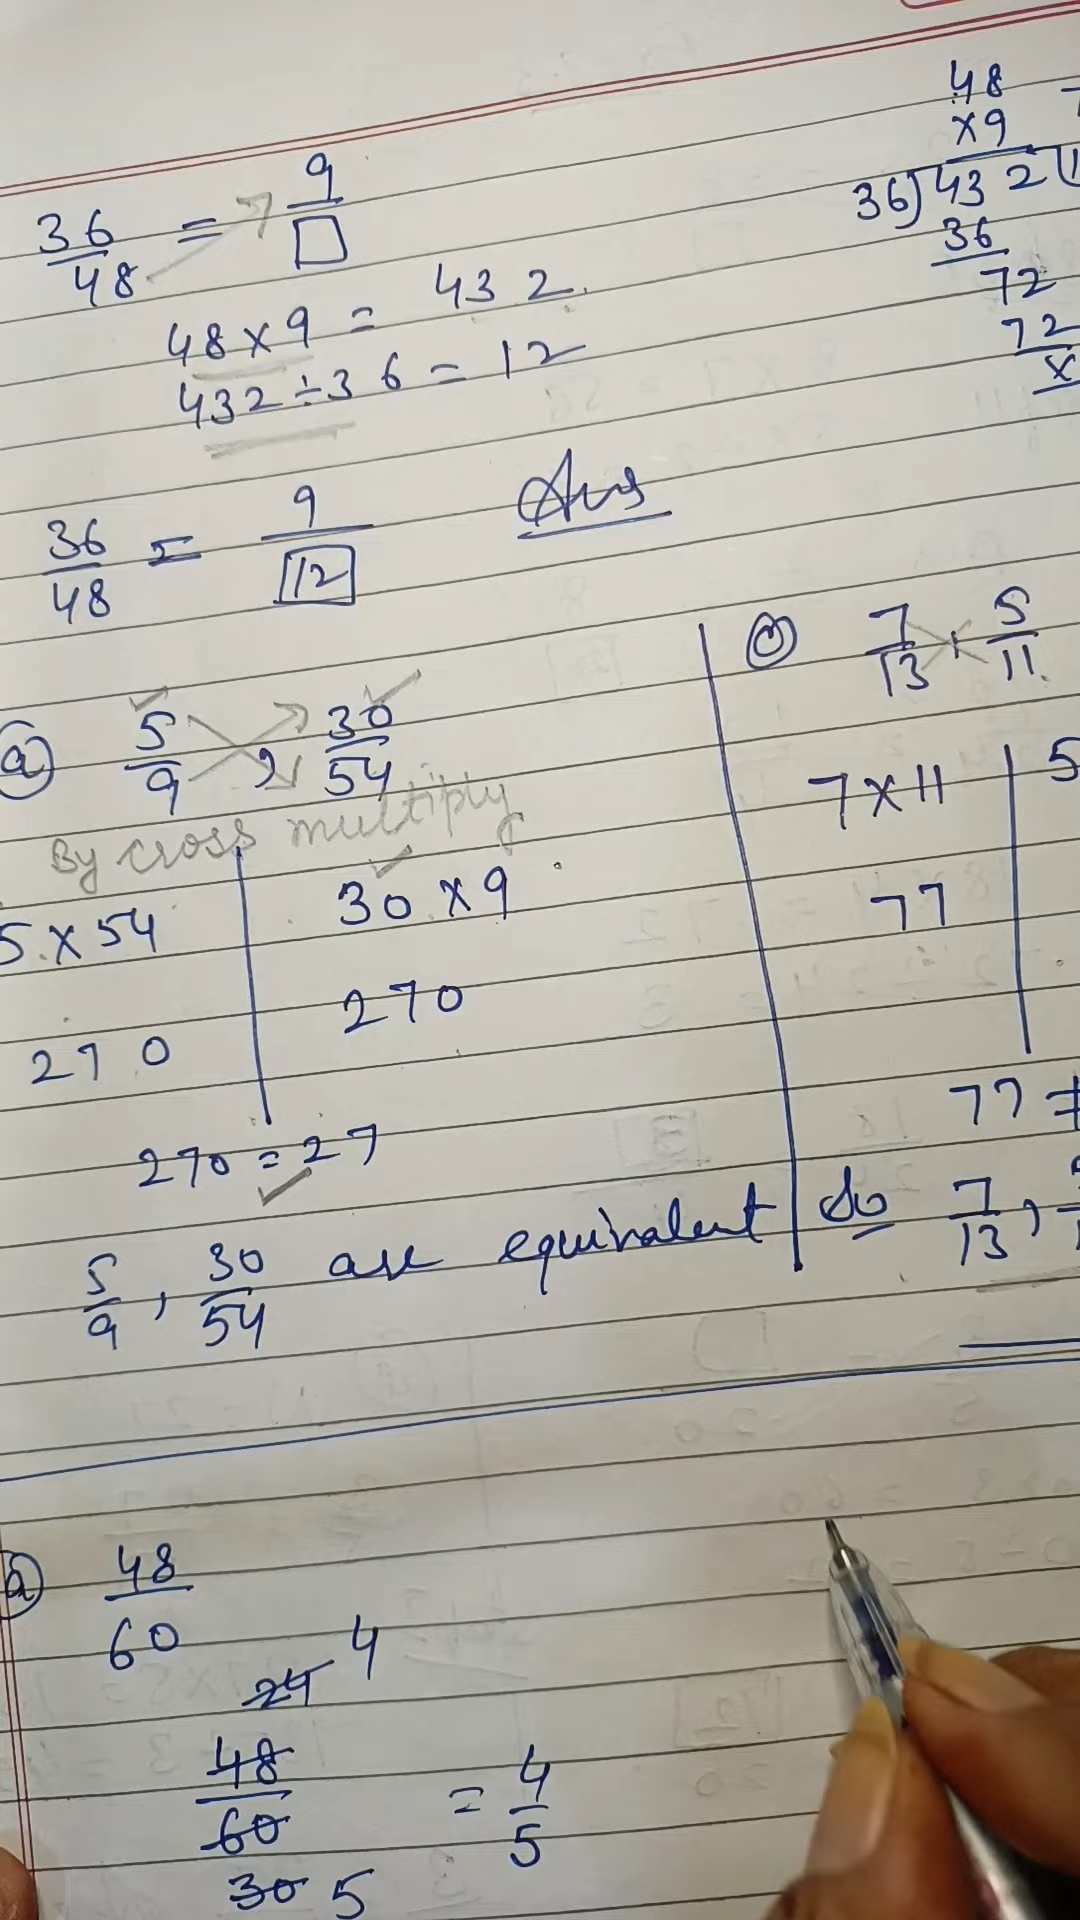 36/48 = 9/□
48 × 9 = 432
432 ÷ 36 = 12
48
×9
36)432(1
36
72
72
×
36/48 = 9/12 Ans
(a) 5/9, 30/54
By cross multiply
5 × 54 | 30 × 9
270 | 270
270 = 27
5/9, 30/54 are equivalent
7/13, 5/11
7 × 11 | 5
77
77 ≠
So 7/13,
(a) 48/60
24 4
48/60 = 4/5
30 5